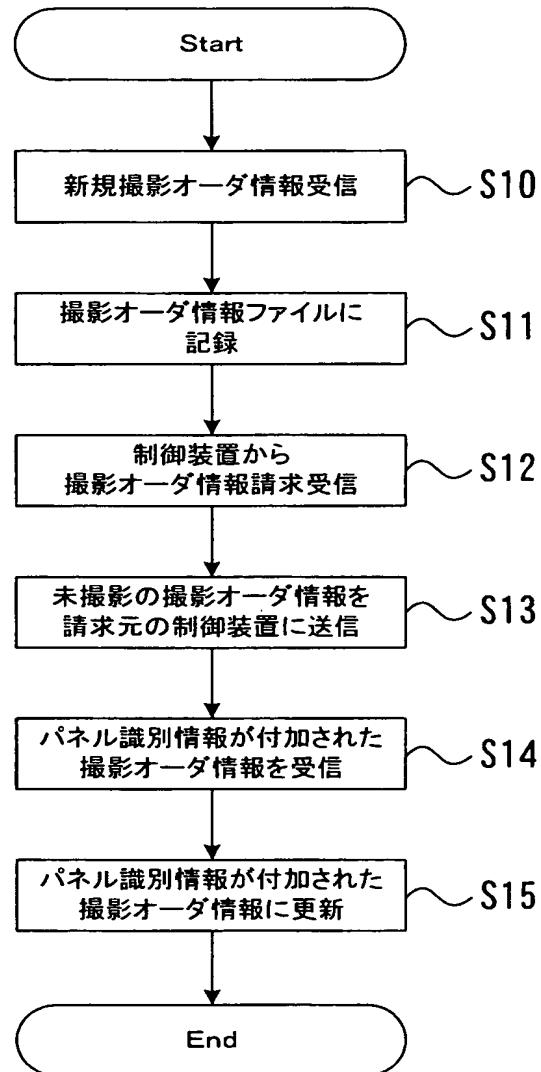 Start
新規撮影オーダ情報受信
S10
撮影オーダ情報ファイルに
記録
S11
制御装置から
撮影オーダ情報請求受信
S12
未撮影の撮影オーダ情報を
請求元の制御装置に送信
S13
パネル識別情報が付加された
撮影オーダ情報を受信
S14
パネル識別情報が付加された
撮影オーダ情報に更新
S15
End